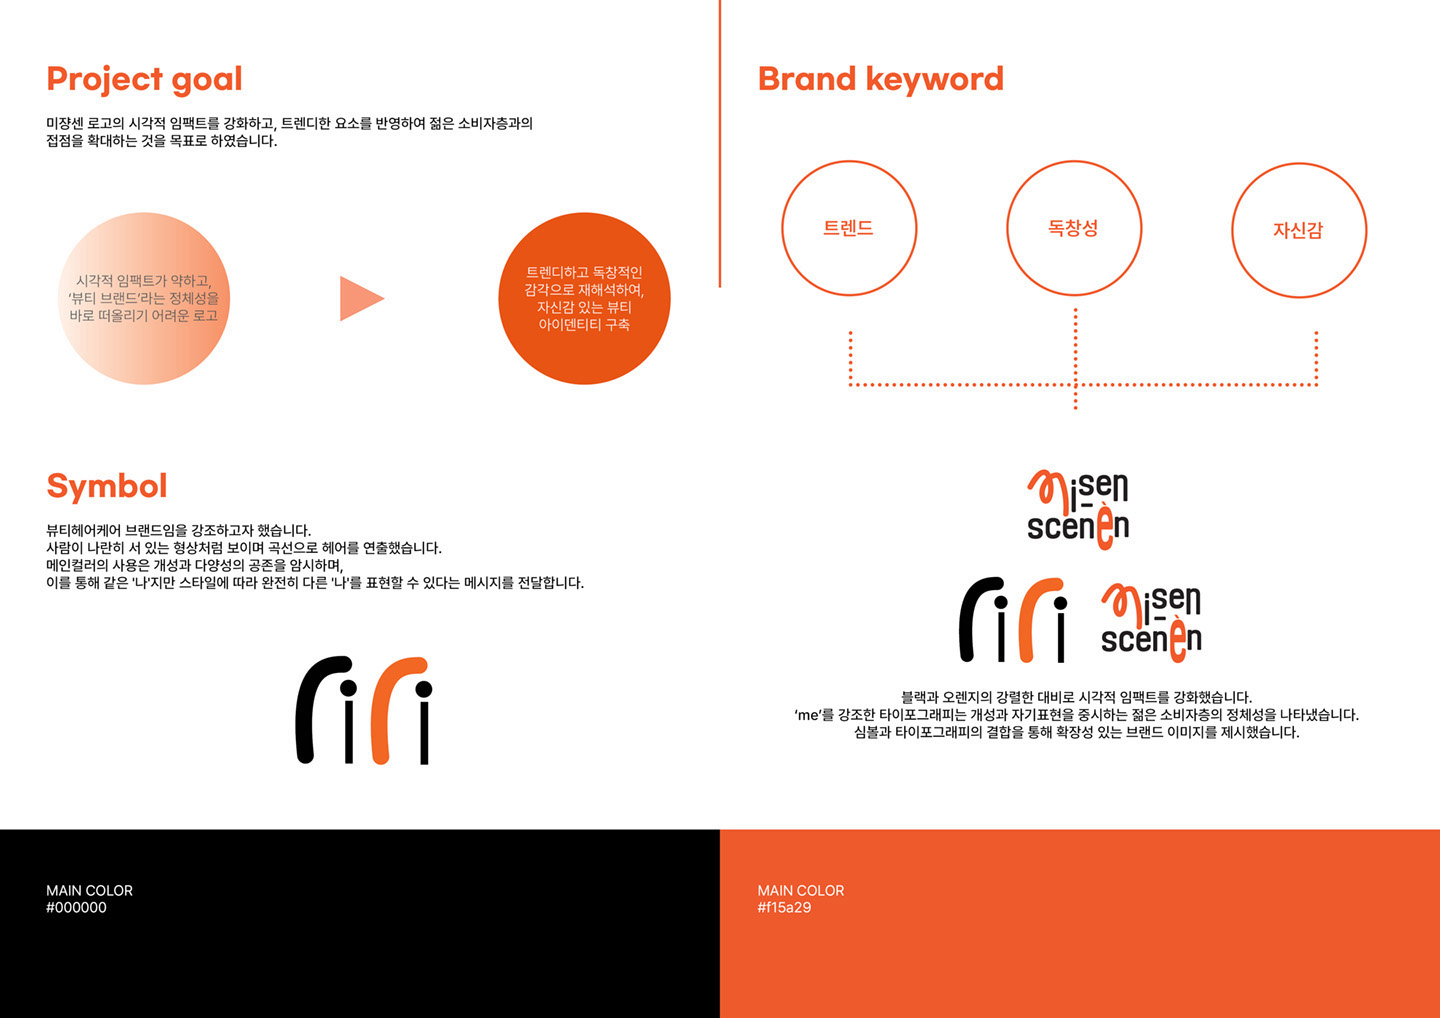 Project goal
미쟝센 로고의 시각적 임팩트를 강화하고, 트렌디한 요소를 반영하여 젊은 소비자층과의
접점을 확대하는 것을 목표로 하였습니다.
시각적 임팩트가 약하고,
‘뷰티 브랜드’라는 정체성을
바로 떠올리기 어려운 로고
트렌디하고 독창적인
감각으로 재해석하여,
자신감 있는 뷰티
아이덴티티 구축
Symbol
뷰티헤어케어 브랜드임을 강조하고자 했습니다.
사람이 나란히 서 있는 형상처럼 보이며 곡선으로 헤어를 연출했습니다.
메인컬러의 사용은 개성과 다양성의 공존을 암시하며,
이를 통해 같은 '나'지만 스타일에 따라 완전히 다른 '나'를 표현할 수 있다는 메시지를 전달합니다.
Brand keyword
트렌드
독창성
자신감
misen
scenèn
misen
scenèn
블랙과 오렌지의 강렬한 대비로 시각적 임팩트를 강화했습니다.
‘me’를 강조한 타이포그래피는 개성과 자기표현을 중시하는 젊은 소비자층의 정체성을 나타냈습니다.
심볼과 타이포그래피의 결합을 통해 확장성 있는 브랜드 이미지를 제시했습니다.
MAIN COLOR
#000000
MAIN COLOR
#f15a29